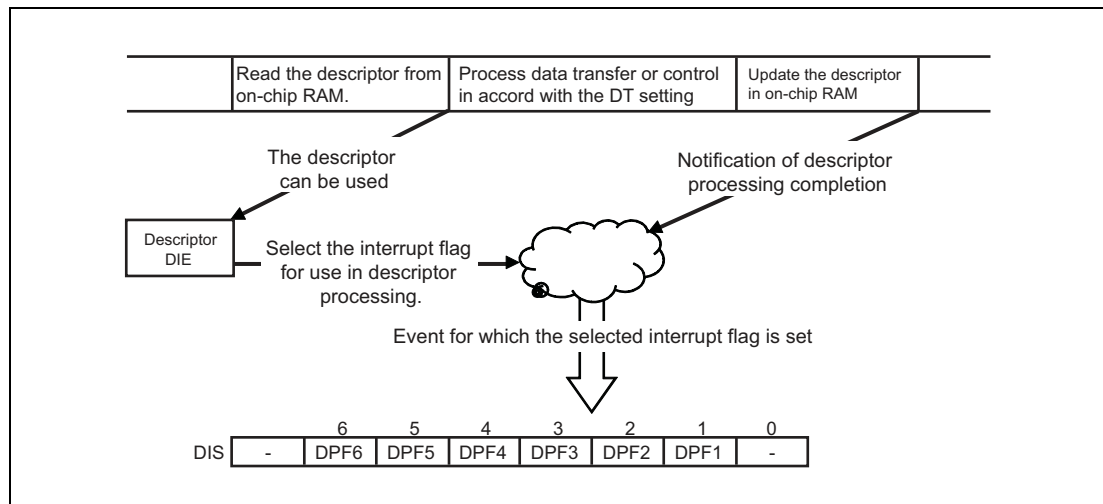 Read the descriptor from
on-chip RAM.
Process data transfer or control
in accord with the DT setting
Update the descriptor
in on-chip RAM
The descriptor
can be used
Notification of descriptor
processing completion
Descriptor
DIE
Select the interrupt flag
for use in descriptor
processing.
Event for which the selected interrupt flag is set
6 5 4 3 2 1 0
DIS - DPF6 DPF5 DPF4 DPF3 DPF2 DPF1 -